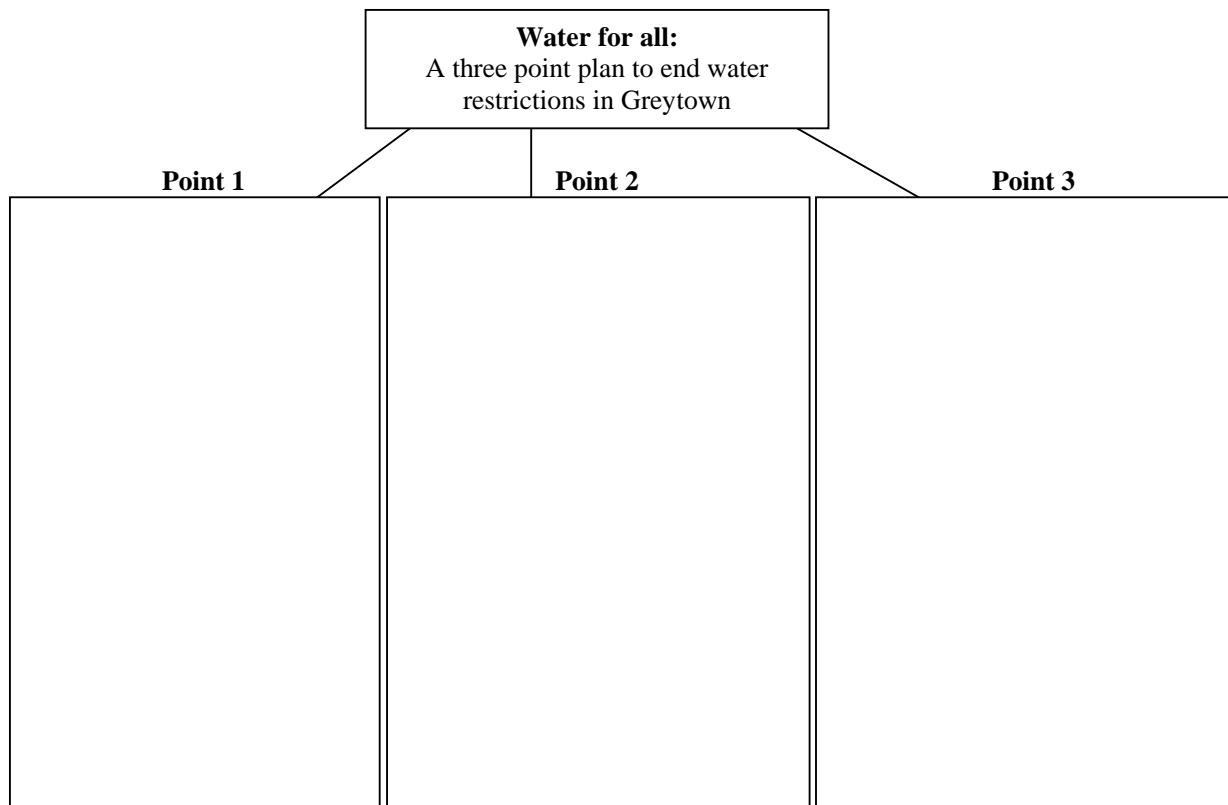 Water for all:
A three point plan to end water
restrictions in Greytown
Point 1
Point 2
Point 3